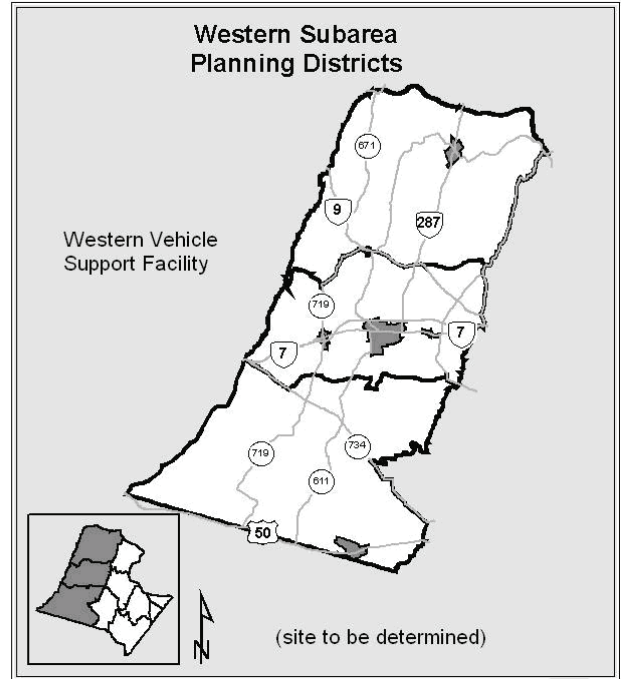 Western Subarea
Planning Districts
671
9
287
Western Vehicle
Support Facility
719
7
7
734
719
611
50
N
(site to be determined)